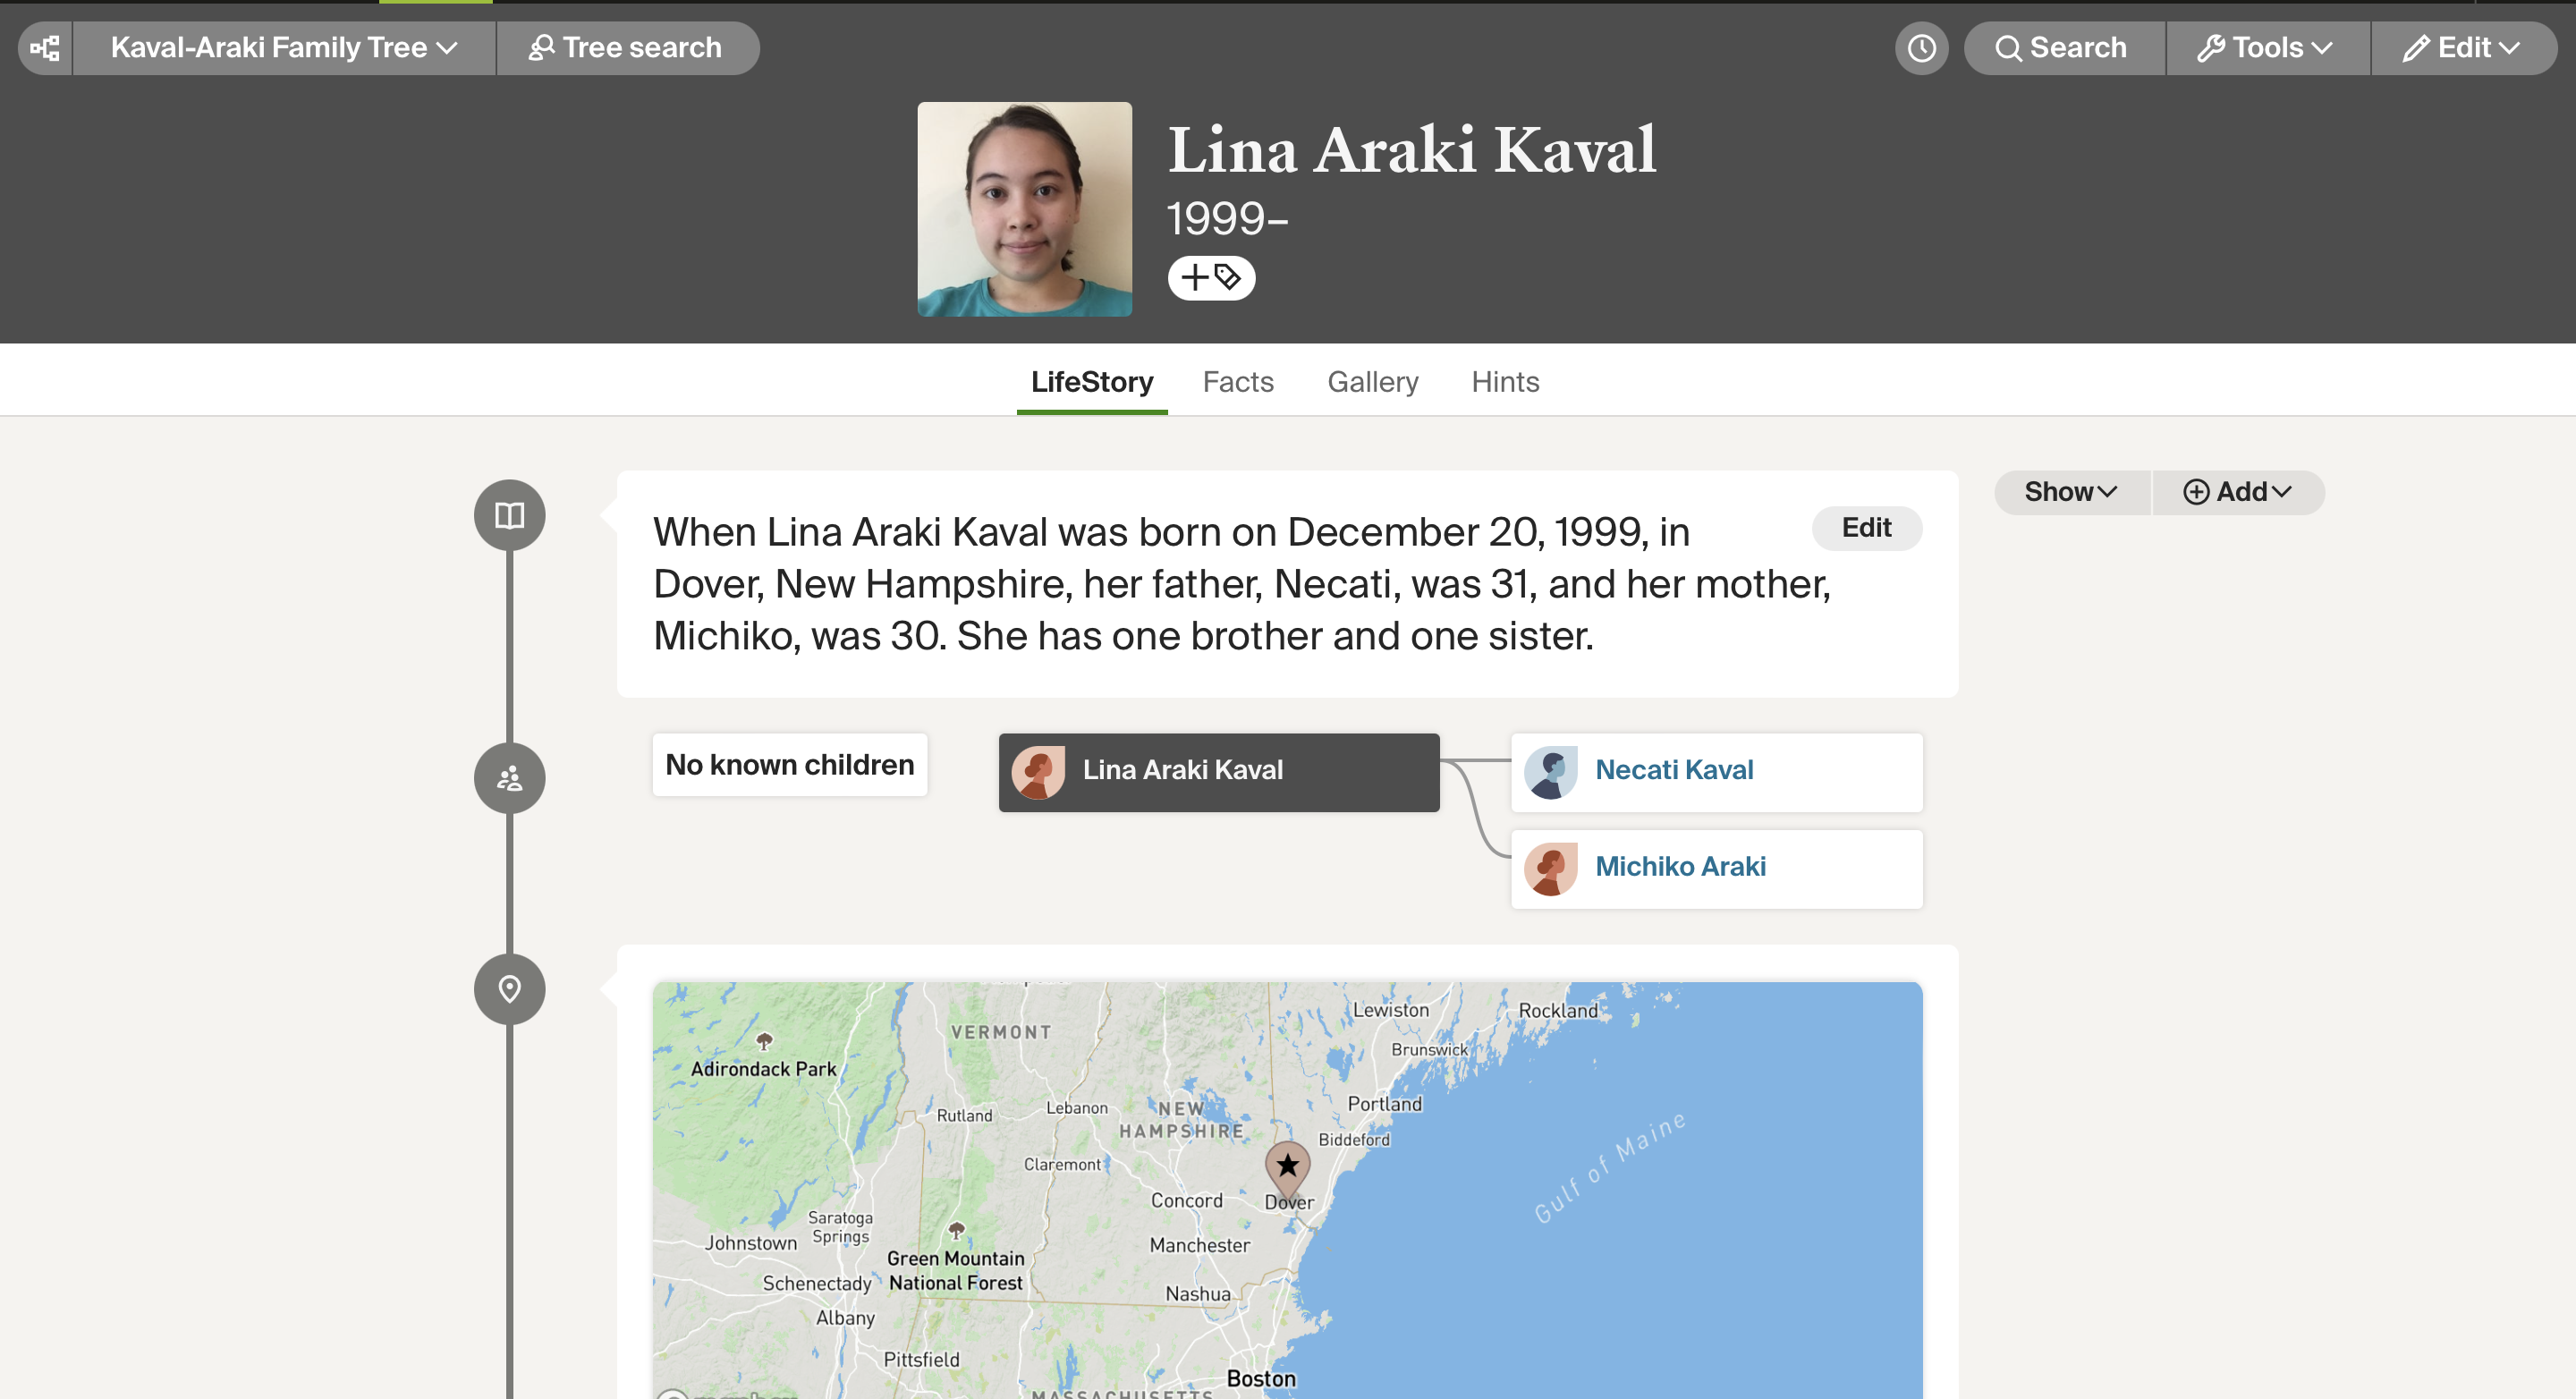 Kaval-Araki Family Tree
Tree search
Search
Tools
Edit
Lina Araki Kaval
1999–
LifeStory
Facts
Gallery
Hints
Show
Add
When Lina Araki Kaval was born on December 20, 1999, in
Edit
Dover, New Hampshire, her father, Necati, was 31, and her mother,
Michiko, was 30. She has one brother and one sister.
No known children
Lina Araki Kaval
Necati Kaval
Michiko Araki
Lewiston
Rockland
VERMONT
Brunswick
Adirondack Park
Rutland
Lebanon
NEW
HAMPSHIRE
Portland
Biddeford
Gulf of Maine
Claremont
Concord
Dover
Saratoga
Springs
Johnstown
Manchester
Green Mountain
National Forest
Schenectady
Nashua
Albany
Pittsfield
Boston
MASSACHUSETTS